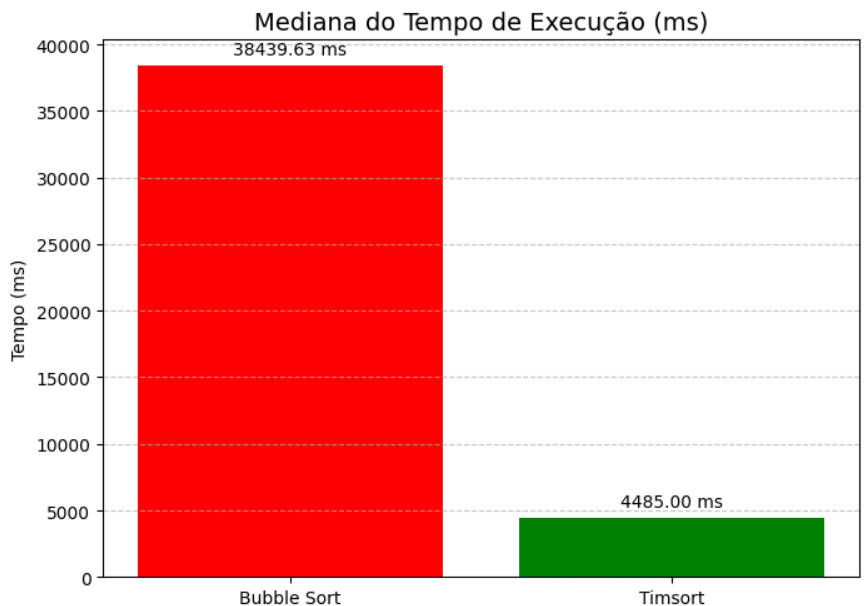 Mediana do Tempo de Execução (ms)
40000
38439.63 ms
35000
30000
25000
20000
Tempo (ms)
15000
10000
5000
4485.00 ms
0
Bubble Sort
Timsort